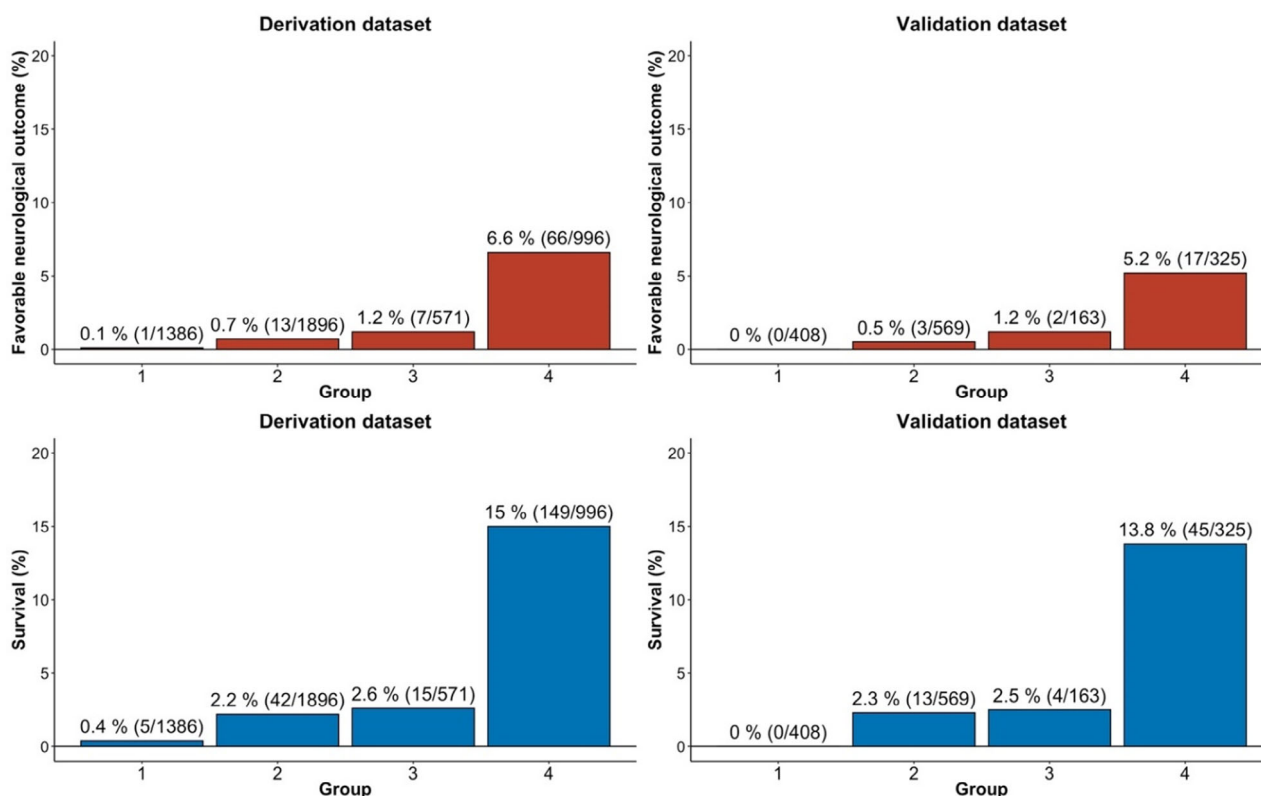 Derivation dataset
Favorable neurological outcome (%)
20
15
10
5
0
0.1 % (1/1386)
0.7 % (13/1896)
1.2 % (7/571)
6.6 % (66/996)
1 2 3 4
Group
Validation dataset
Favorable neurological outcome (%)
20
15
10
5
0
0 % (0/408)
0.5 % (3/569)
1.2 % (2/163)
5.2 % (17/325)
1 2 3 4
Group
Derivation dataset
Survival (%)
20
15
10
5
0
0.4 % (5/1386)
2.2 % (42/1896)
2.6 % (15/571)
15 % (149/996)
1 2 3 4
Group
Validation dataset
Survival (%)
20
15
10
5
0
0 % (0/408)
2.3 % (13/569)
2.5 % (4/163)
13.8 % (45/325)
1 2 3 4
Group